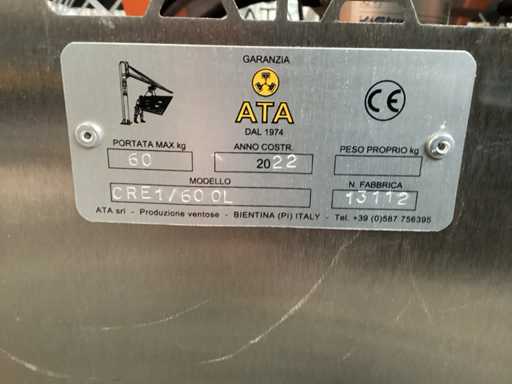 GARANZIA
ATA
DAL 1974
CE
PORTATA MAX kg
60
ANNO COSTR.
2022
PESO PROPRIO kg
MODELLO
CRE1/60 OL
N. FABBRICA
13112
ATA srl - Produzione ventose - BIENTINA (PI) ITALY - Tel. +39 (0)587 756395